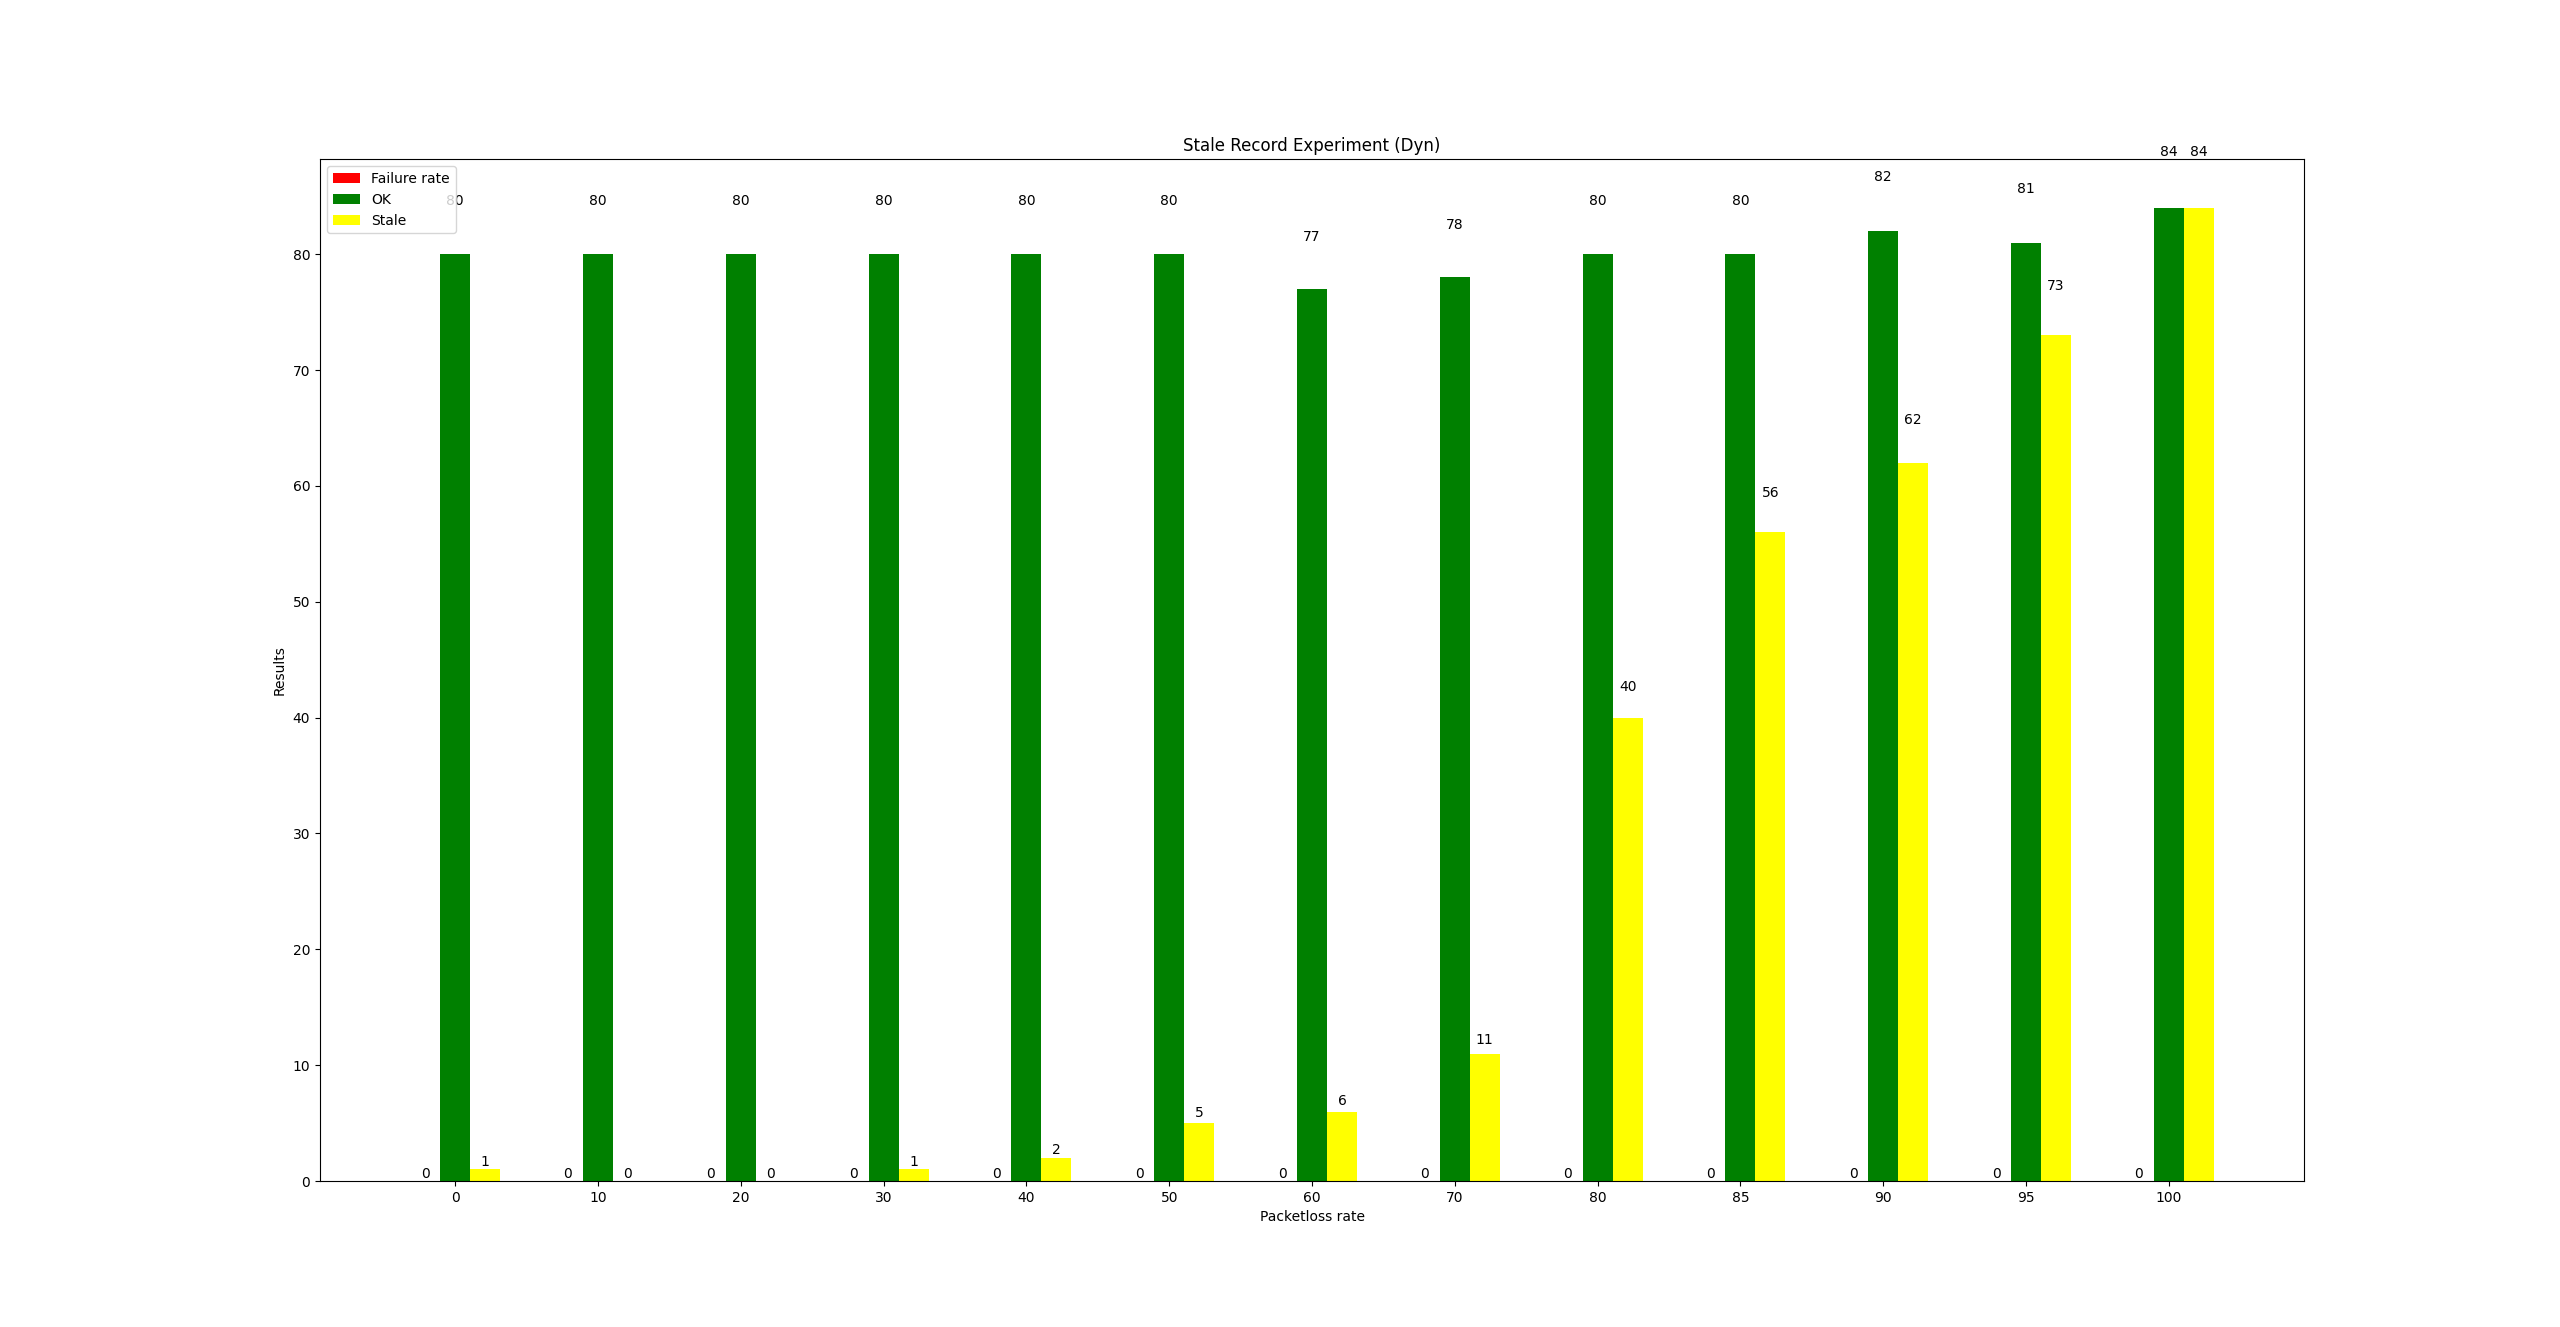 Stale Record Experiment (Dyn)
84 84
Failure rate
OK
Stale
80 80 80 80 80 80 77 78 80 80 82 81
73
62
56
40
11
6
5
2
1 1
0 0 0 0 0 0 0 0 0 0 0 0 0 0 0
80
70
60
50
40
30
20
10
0
Results
0 10 20 30 40 50 60 70 80 85 90 95 100
Packetloss rate